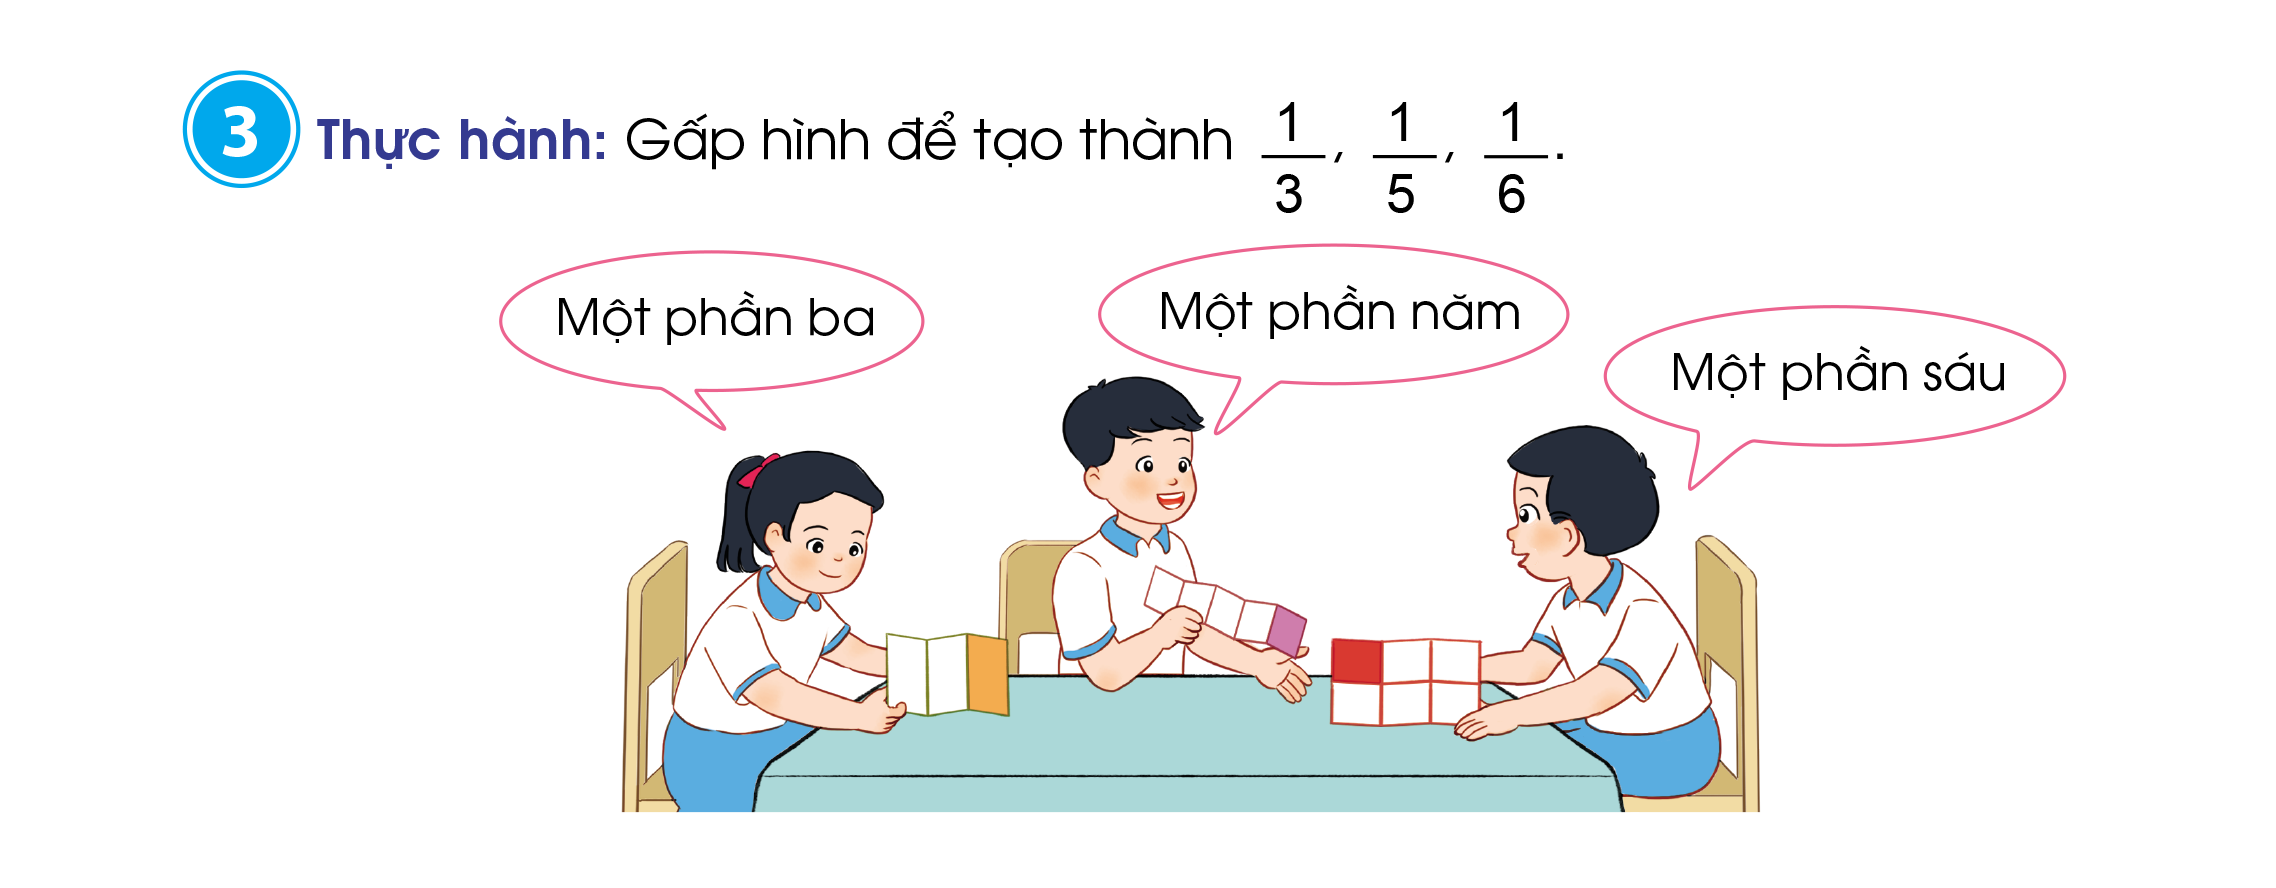 3 Thực hành: Gấp hình để tạo thành 1/3, 1/5, 1/6.
Một phần ba
Một phần năm
Một phần sáu